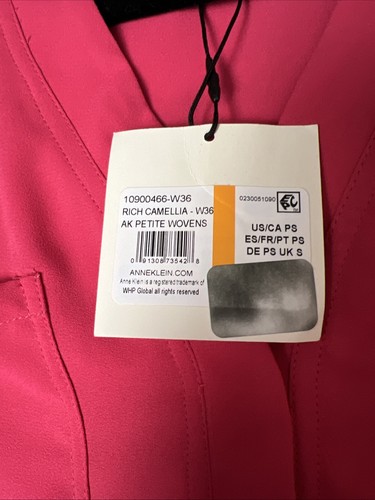 10900466-W36
RICH CAMELLIA - W36
AK PETITE WOVENS
0 91308 73542 8
ANNEKLEIN.COM
Anne Klein is a registered trademark of
WHP Global all rights reserved
0230051090
US/CA PS
ES/FR/PT PS
DE PS UK S